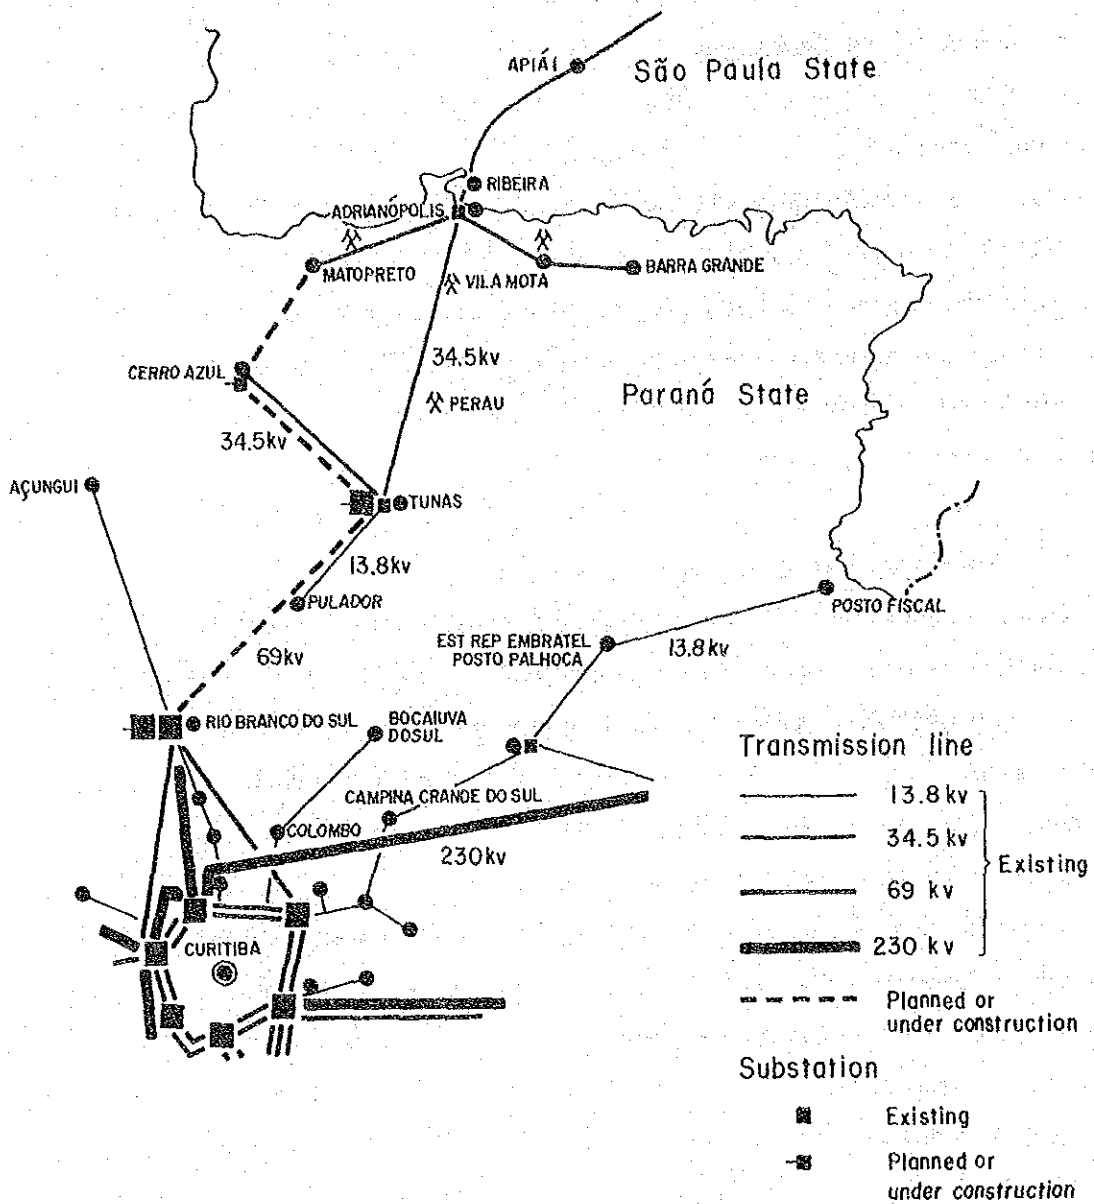 APIÁI
São Paula State
RIBEIRA
ADRIANÓPOLIS
MATOPRETO
VILA MOTA
BARRA GRANDE
34.5kv
CERRO AZUL
PERAU
Paraná State
34.5kv
AÇUNGUI
TUNAS
13.8kv
PULADOR
POSTO FISCAL
EST REP EMBRATEL
POSTO PALHOCA
13.8kv
69kv
RIO BRANCO DO SUL
BOCAIUVA
DOSUL
CAMPINA GRANDE DO SUL
COLOMBO
230kv
CURITIBA
Transmission line
13.8 kv
34.5 kv
69 kv
230 kv
Existing
Planned or
under construction
Substation
Existing
Planned or
under construction